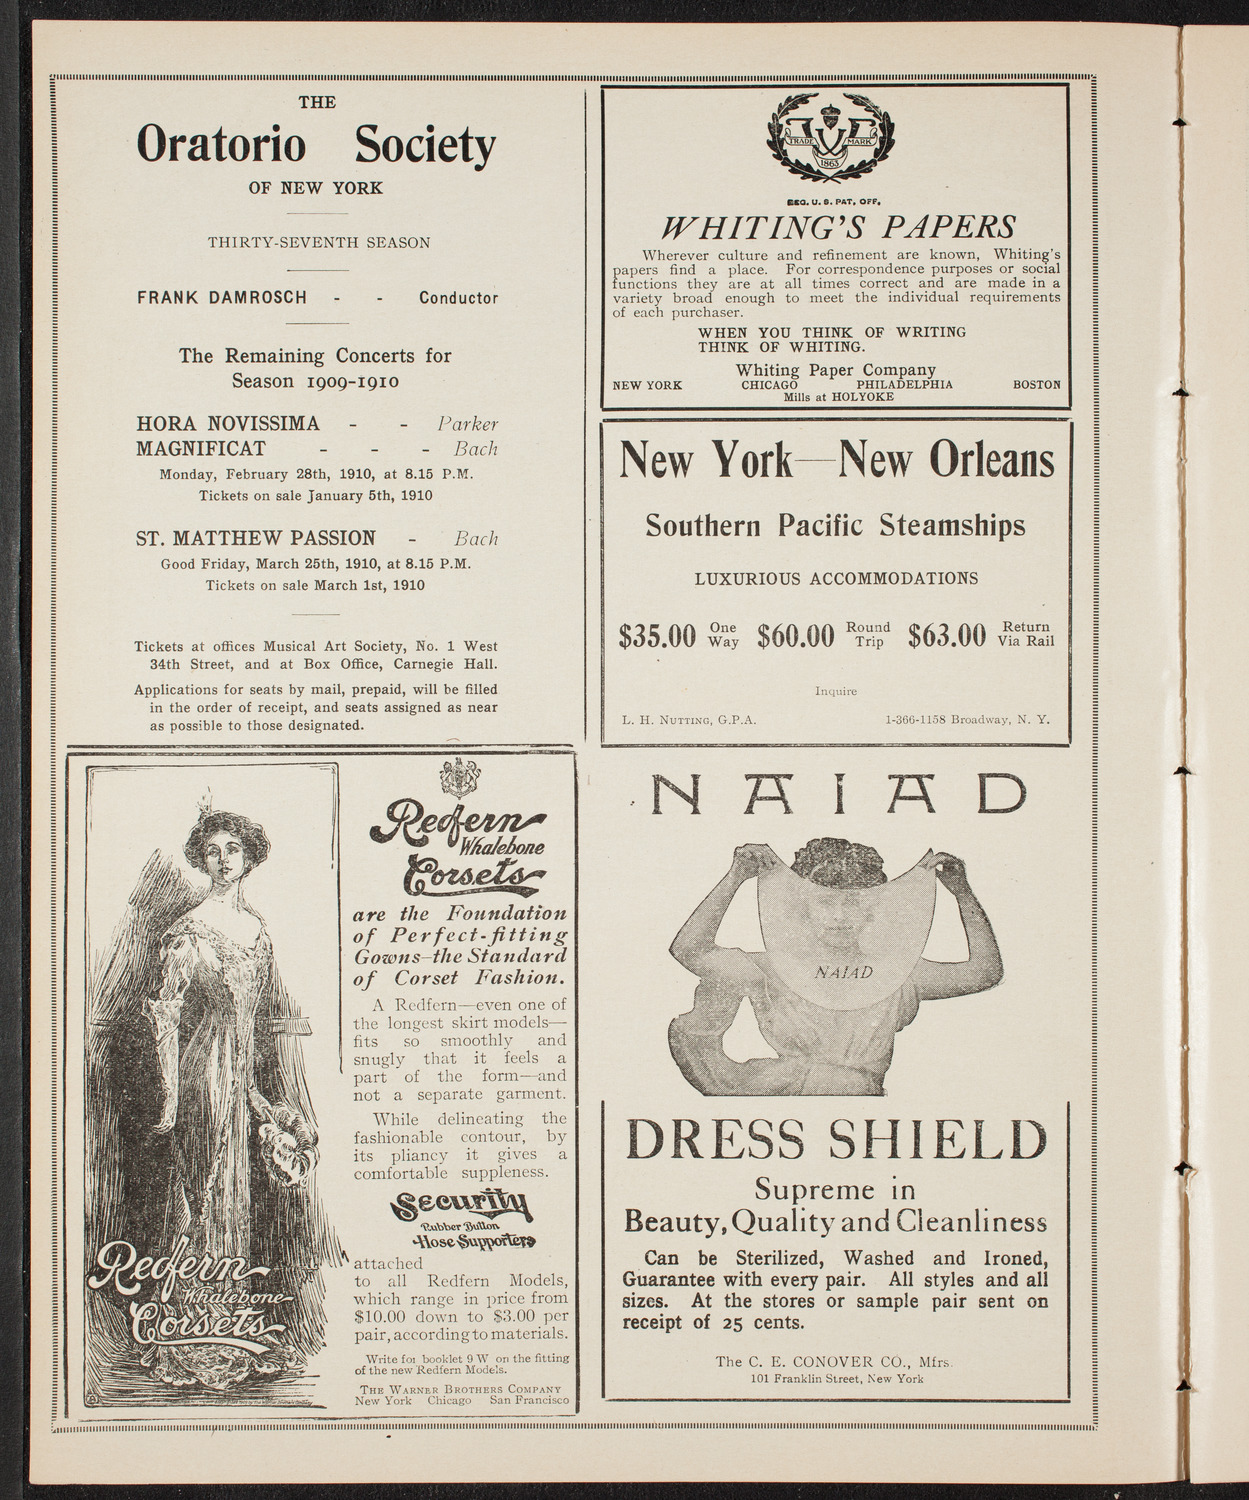 THE
Oratorio Society
OF NEW YORK
THIRTY-SEVENTH SEASON
FRANK DAMROSCH - - Conductor
The Remaining Concerts for
Season 1909-1910
HORA NOVISSIMA - - Parker
MAGNIFICAT - - - Bach
Monday, February 28th, 1910, at 8.15 P.M.
Tickets on sale January 5th, 1910
ST. MATTHEW PASSION - Bach
Good Friday, March 25th, 1910, at 8.15 P.M.
Tickets on sale March 1st, 1910
Tickets at offices Musical Art Society, No. 1 West
34th Street, and at Box Office, Carnegie Hall.
Applications for seats by mail, prepaid, will be filled
in the order of receipt, and seats assigned as near
as possible to those designated.
TRADE MARK
1865
REG. U. S. PAT. OFF.
WHITING'S PAPERS
Wherever culture and refinement are known, Whiting's
papers find a place. For correspondence purposes or social
functions they are at all times correct and are made in a
variety broad enough to meet the individual requirements
of each purchaser.
WHEN YOU THINK OF WRITING
THINK OF WHITING.
Whiting Paper Company
NEW YORK CHICAGO PHILADELPHIA BOSTON
Mills at HOLYOKE
New York—New Orleans
Southern Pacific Steamships
LUXURIOUS ACCOMMODATIONS
$35.00 One Way $60.00 Round Trip $63.00 Return Via Rail
Inquire
L. H. NUTTING, G.P.A. 1-366-1158 Broadway, N. Y.
Redfern
Whalebone
Corsets
are the Foundation
of Perfect-fitting
Gowns—the Standard
of Corset Fashion.
A Redfern—even one of
the longest skirt models—
fits so smoothly and
snugly that it feels a
part of the form—and
not a separate garment.
While delineating the
fashionable contour, by
its pliancy it gives a
comfortable suppleness.
Security
Rubber Button
Hose Supporters
attached
to all Redfern Models,
which range in price from
$10.00 down to $3.00 per
pair, according to materials.
Write for booklet 9 W on the fitting
of the new Redfern Models.
THE WARNER BROTHERS COMPANY
New York Chicago San Francisco
Redfern
Whalebone
Corsets
NAIAD
NAIAD
DRESS SHIELD
Supreme in
Beauty, Quality and Cleanliness
Can be Sterilized, Washed and Ironed,
Guarantee with every pair. All styles and all
sizes. At the stores or sample pair sent on
receipt of 25 cents.
The C. E. CONOVER CO., Mfrs.
101 Franklin Street, New York